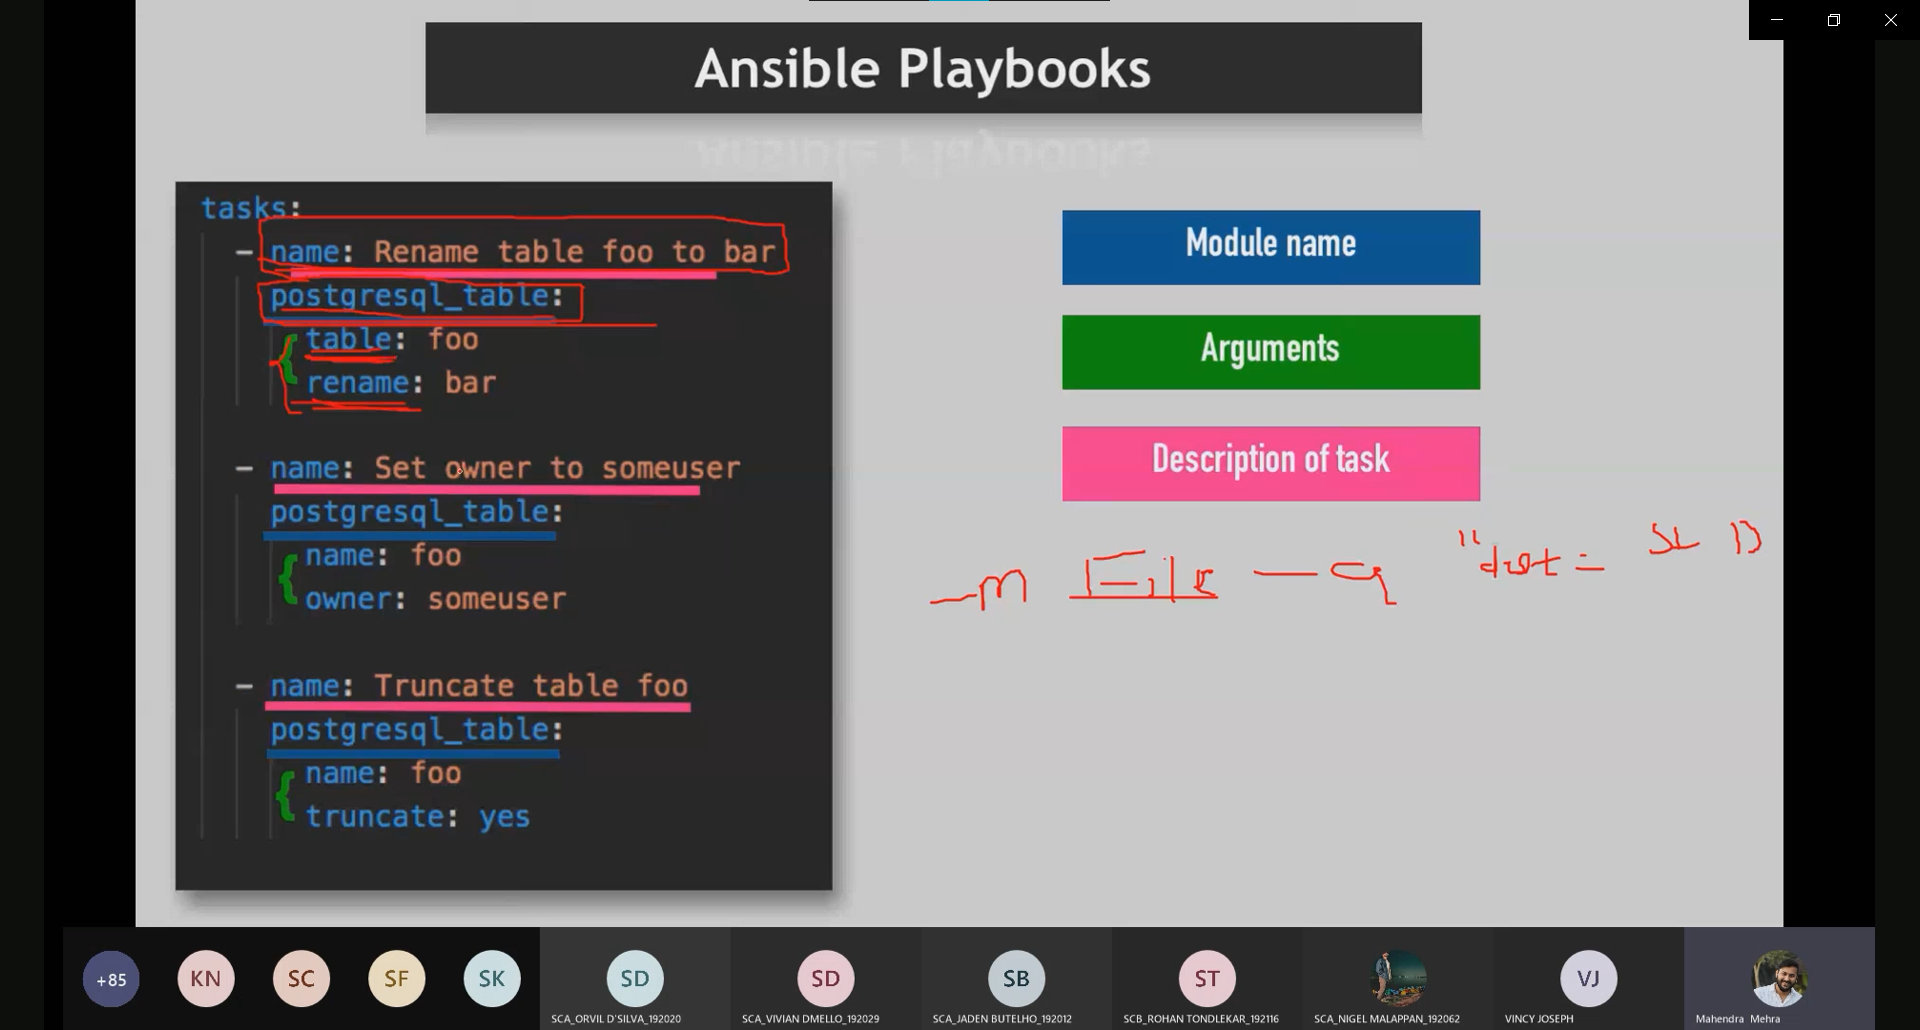 Ansible Playbooks
tasks:
- name: Rename table foo to bar
postgresql_table:
{ table: foo
rename: bar
- name: Set owner to someuser
postgresql_table:
{ name: foo
owner: someuser
- name: Truncate table foo
postgresql_table:
{ name: foo
truncate: yes
Module name
Arguments
Description of task
-m File -a "dest =
+85
KN
SC
SF
SK
SD
SD
SB
ST
VJ
SCA_ORVIL D'SILVA_192020
SCA_VIVIAN DMELLO_192029
SCA_JADEN BUTELHO_192012
SCB_ROHAN TONDLEKAR_192116
SCA_NIGEL MALAPPAN_192062
VINCY JOSEPH
Mahendra Mehra